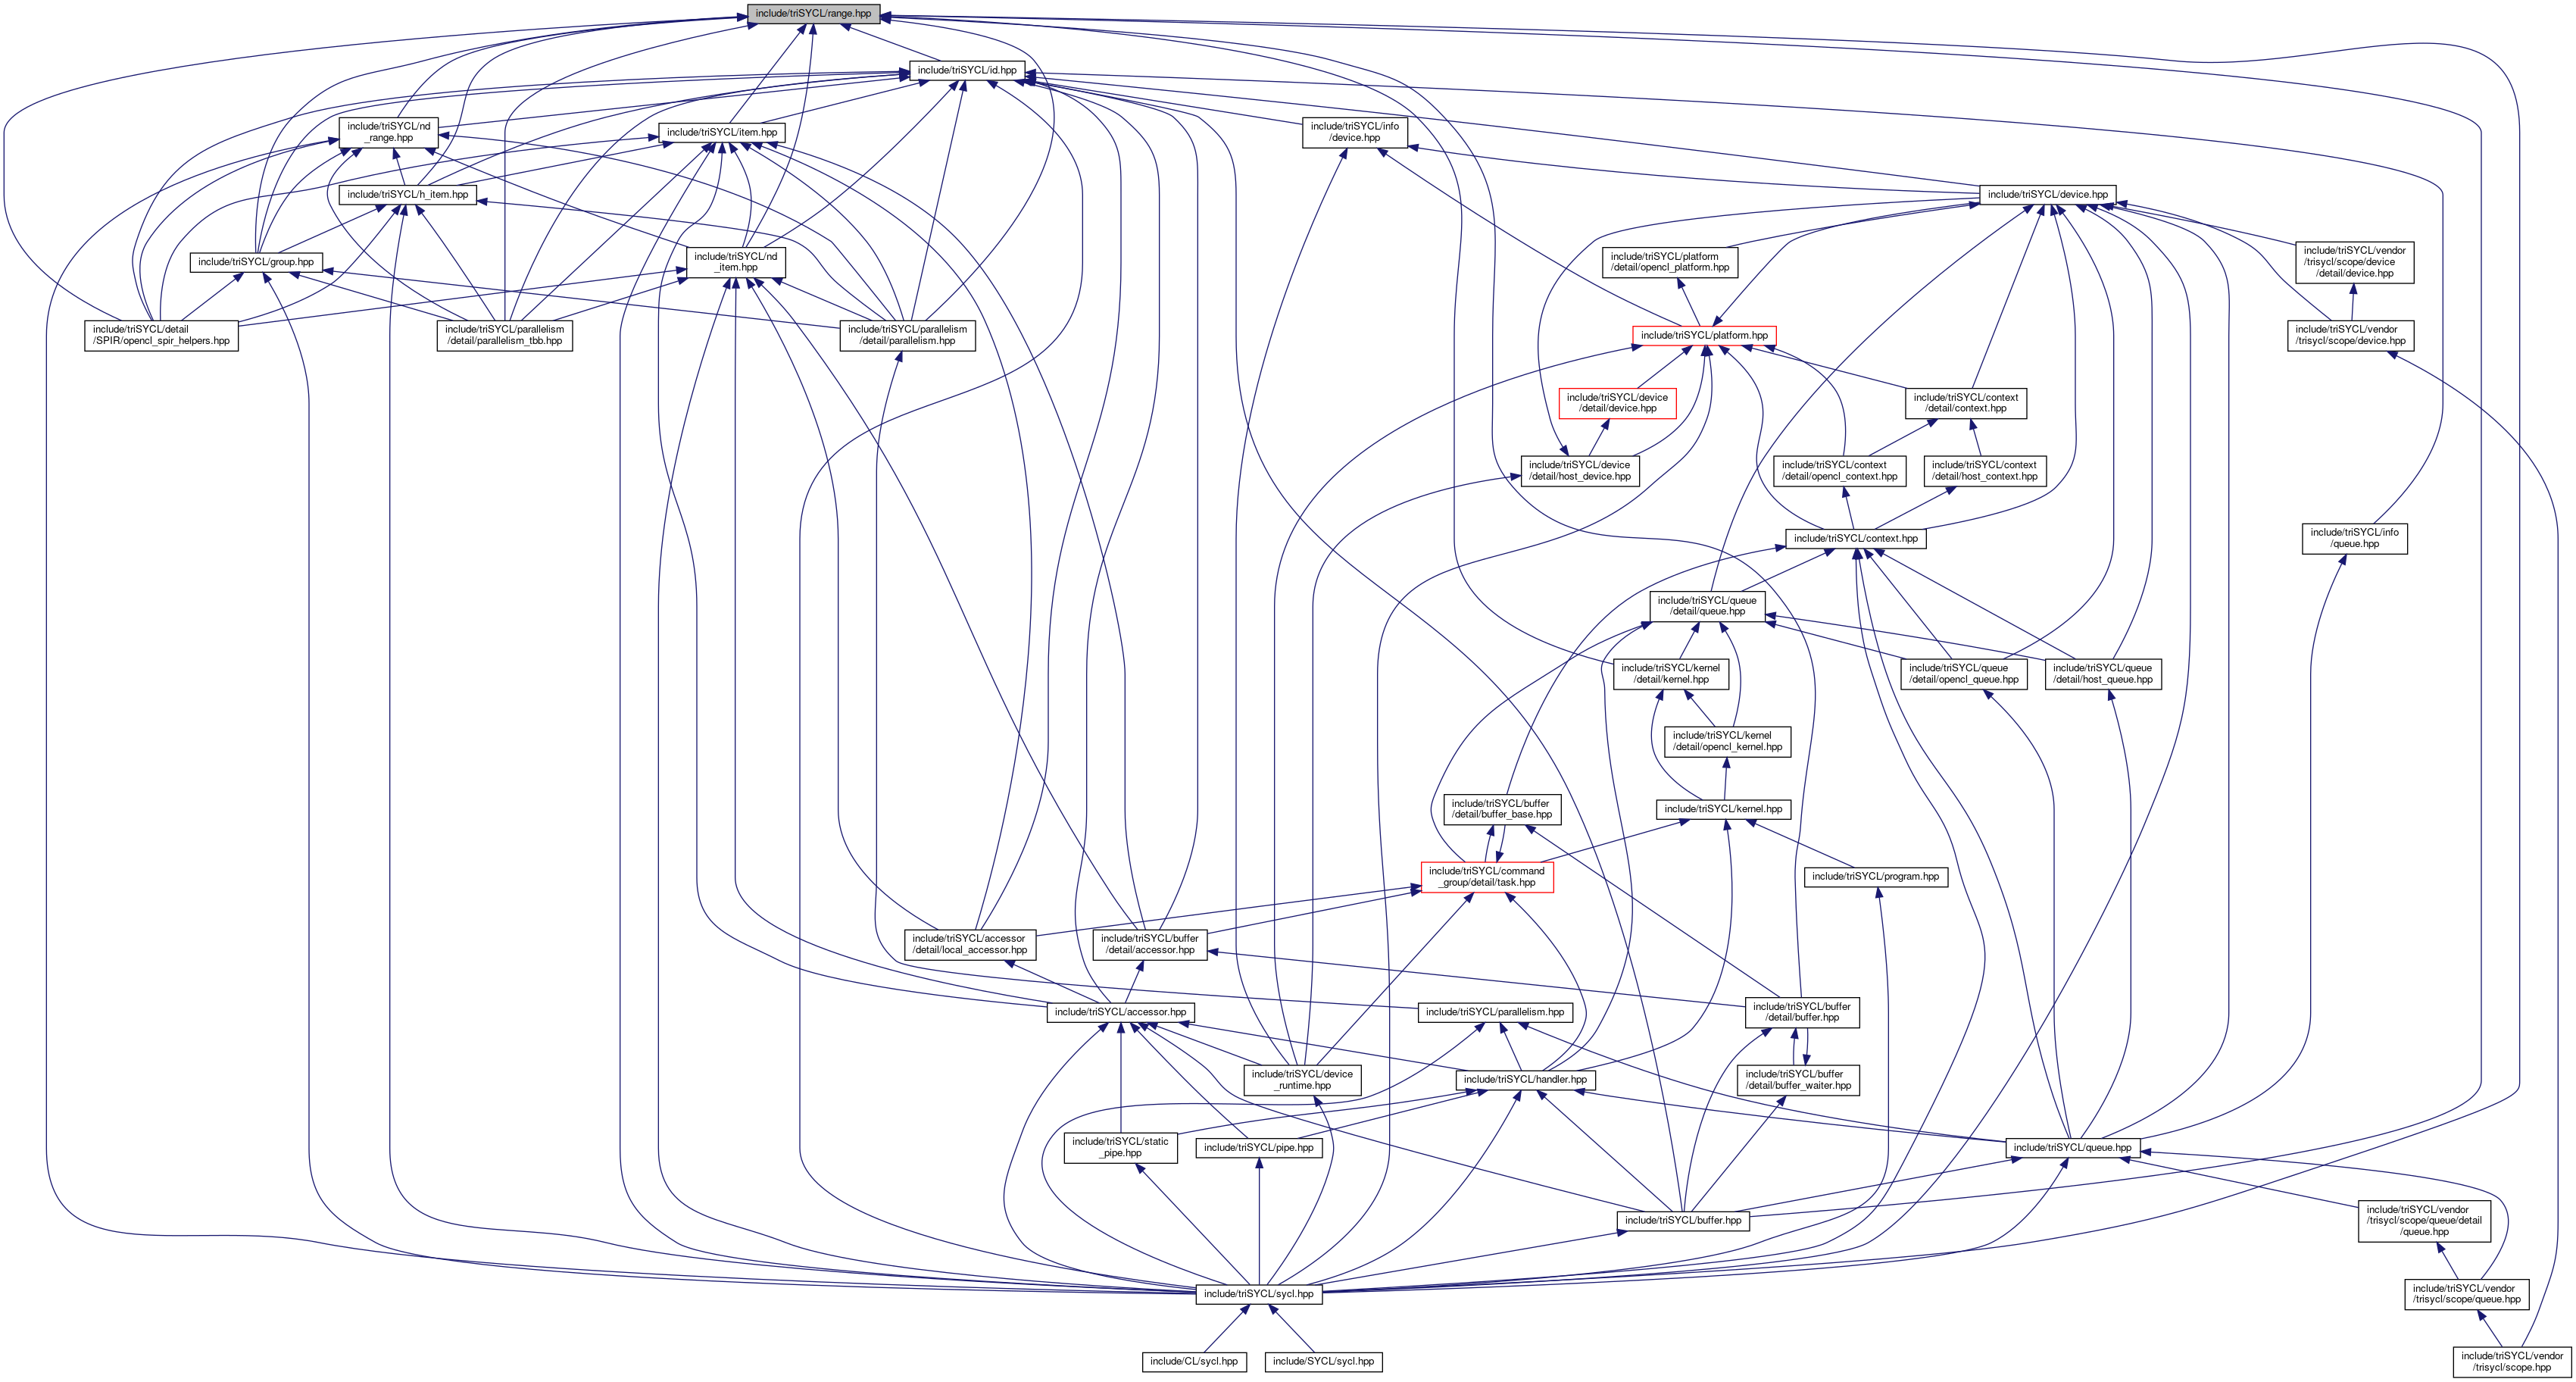 include/triSYCL/range.hpp
include/triSYCL/id.hpp
include/triSYCL/nd
_range.hpp
include/triSYCL/item.hpp
include/triSYCL/info
/device.hpp
include/triSYCL/h_item.hpp
include/triSYCL/device.hpp
include/triSYCL/group.hpp
include/triSYCL/nd
_item.hpp
include/triSYCL/platform
/detail/opencl_platform.hpp
include/triSYCL/vendor
/trisycl/scope/device
/detail/device.hpp
include/triSYCL/detail
/SPIR/opencl_spir_helpers.hpp
include/triSYCL/parallelism
/detail/parallelism_tbb.hpp
include/triSYCL/parallelism
/detail/parallelism.hpp
include/triSYCL/platform.hpp
include/triSYCL/vendor
/trisycl/scope/device.hpp
include/triSYCL/device
/detail/device.hpp
include/triSYCL/context
/detail/context.hpp
include/triSYCL/device
/detail/host_device.hpp
include/triSYCL/context
/detail/opencl_context.hpp
include/triSYCL/context
/detail/host_context.hpp
include/triSYCL/context.hpp
include/triSYCL/info
/queue.hpp
include/triSYCL/queue
/detail/queue.hpp
include/triSYCL/kernel
/detail/kernel.hpp
include/triSYCL/queue
/detail/opencl_queue.hpp
include/triSYCL/queue
/detail/host_queue.hpp
include/triSYCL/kernel
/detail/opencl_kernel.hpp
include/triSYCL/buffer
/detail/buffer_base.hpp
include/triSYCL/kernel.hpp
include/triSYCL/command
_group/detail/task.hpp
include/triSYCL/program.hpp
include/triSYCL/accessor
/detail/local_accessor.hpp
include/triSYCL/buffer
/detail/accessor.hpp
include/triSYCL/accessor.hpp
include/triSYCL/parallelism.hpp
include/triSYCL/buffer
/detail/buffer.hpp
include/triSYCL/device
_runtime.hpp
include/triSYCL/handler.hpp
include/triSYCL/buffer
/detail/buffer_waiter.hpp
include/triSYCL/static
_pipe.hpp
include/triSYCL/pipe.hpp
include/triSYCL/queue.hpp
include/triSYCL/buffer.hpp
include/triSYCL/vendor
/trisycl/scope/queue/detail
/queue.hpp
include/triSYCL/sycl.hpp
include/triSYCL/vendor
/trisycl/scope/queue.hpp
include/CL/sycl.hpp
include/SYCL/sycl.hpp
include/triSYCL/vendor
/trisycl/scope.hpp